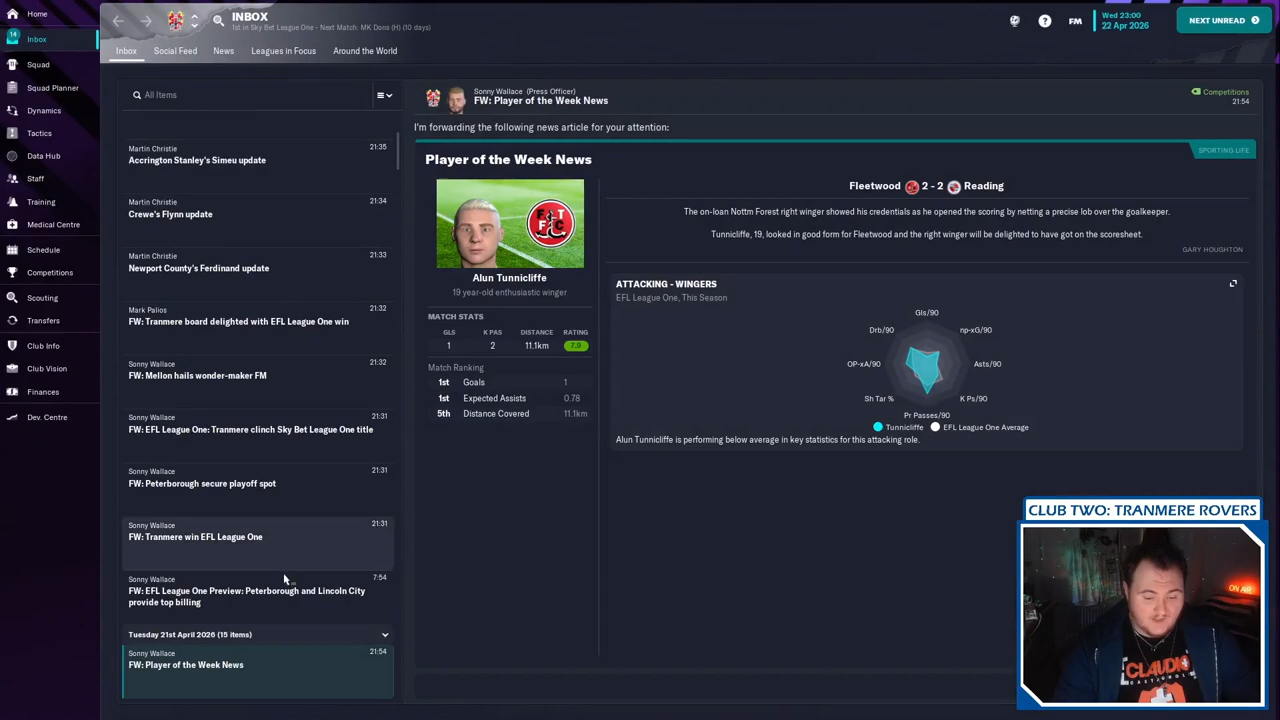 Home
14
Inbox
Squad
Squad Planner
Dynamics
Tactics
Data Hub
Staff
Training
Medical Centre
Schedule
Competitions
Scouting
Transfers
Club Info
Club Vision
Finances
Dev. Centre
INBOX
1st in Sky Bet League One - Next Match: MK Dons (H) (10 days)
FM
Wed 23:00
22 Apr 2026
NEXT UNREAD
Inbox
Social Feed
News
Leagues in Focus
Around the World
All Items
Martin Christie 21:35
Accrington Stanley's Simeu update
Martin Christie 21:34
Crewe's Flynn update
Martin Christie 21:33
Newport County's Ferdinand update
Mark Palios 21:32
FW: Tranmere board delighted with EFL League One win
Sonny Wallace 21:32
FW: Mellon hails wonder-maker FM
Sonny Wallace 21:31
FW: EFL League One: Tranmere clinch Sky Bet League One title
Sonny Wallace 21:31
FW: Peterborough secure playoff spot
Sonny Wallace 21:31
FW: Tranmere win EFL League One
Sonny Wallace 7:54
FW: EFL League One Preview: Peterborough and Lincoln City
provide top billing
Tuesday 21st April 2026 (15 items)
Sonny Wallace 21:54
FW: Player of the Week News
Sonny Wallace (Press Officer)
FW: Player of the Week News
Competitions
21:54
I'm forwarding the following news article for your attention:
SPORTING LIFE
Player of the Week News
Alun Tunnicliffe
19 year-old enthusiastic winger
MATCH STATS
GLS K PAS DISTANCE RATING
1 2 11.1km 7.9
Match Ranking
1st Goals 1
1st Expected Assists 0.78
5th Distance Covered 11.1km
Fleetwood 2 - 2 Reading
The on-loan Nottm Forest right winger showed his credentials as he opened the scoring by netting a precise lob over the goalkeeper.
Tunnicliffe, 19, looked in good form for Fleetwood and the right winger will be delighted to have got on the scoresheet.
GARY HOUGHTON
ATTACKING - WINGERS
EFL League One, This Season
Gls/90
Drb/90
np-xG/90
OP-xA/90
Asts/90
Sh Tar %
K Ps/90
Pr Passes/90
Tunnicliffe
EFL League One Average
Alun Tunnicliffe is performing below average in key statistics for this attacking role.
CLUB TWO: TRANMERE ROVERS
ON AIR
CLAUDIO